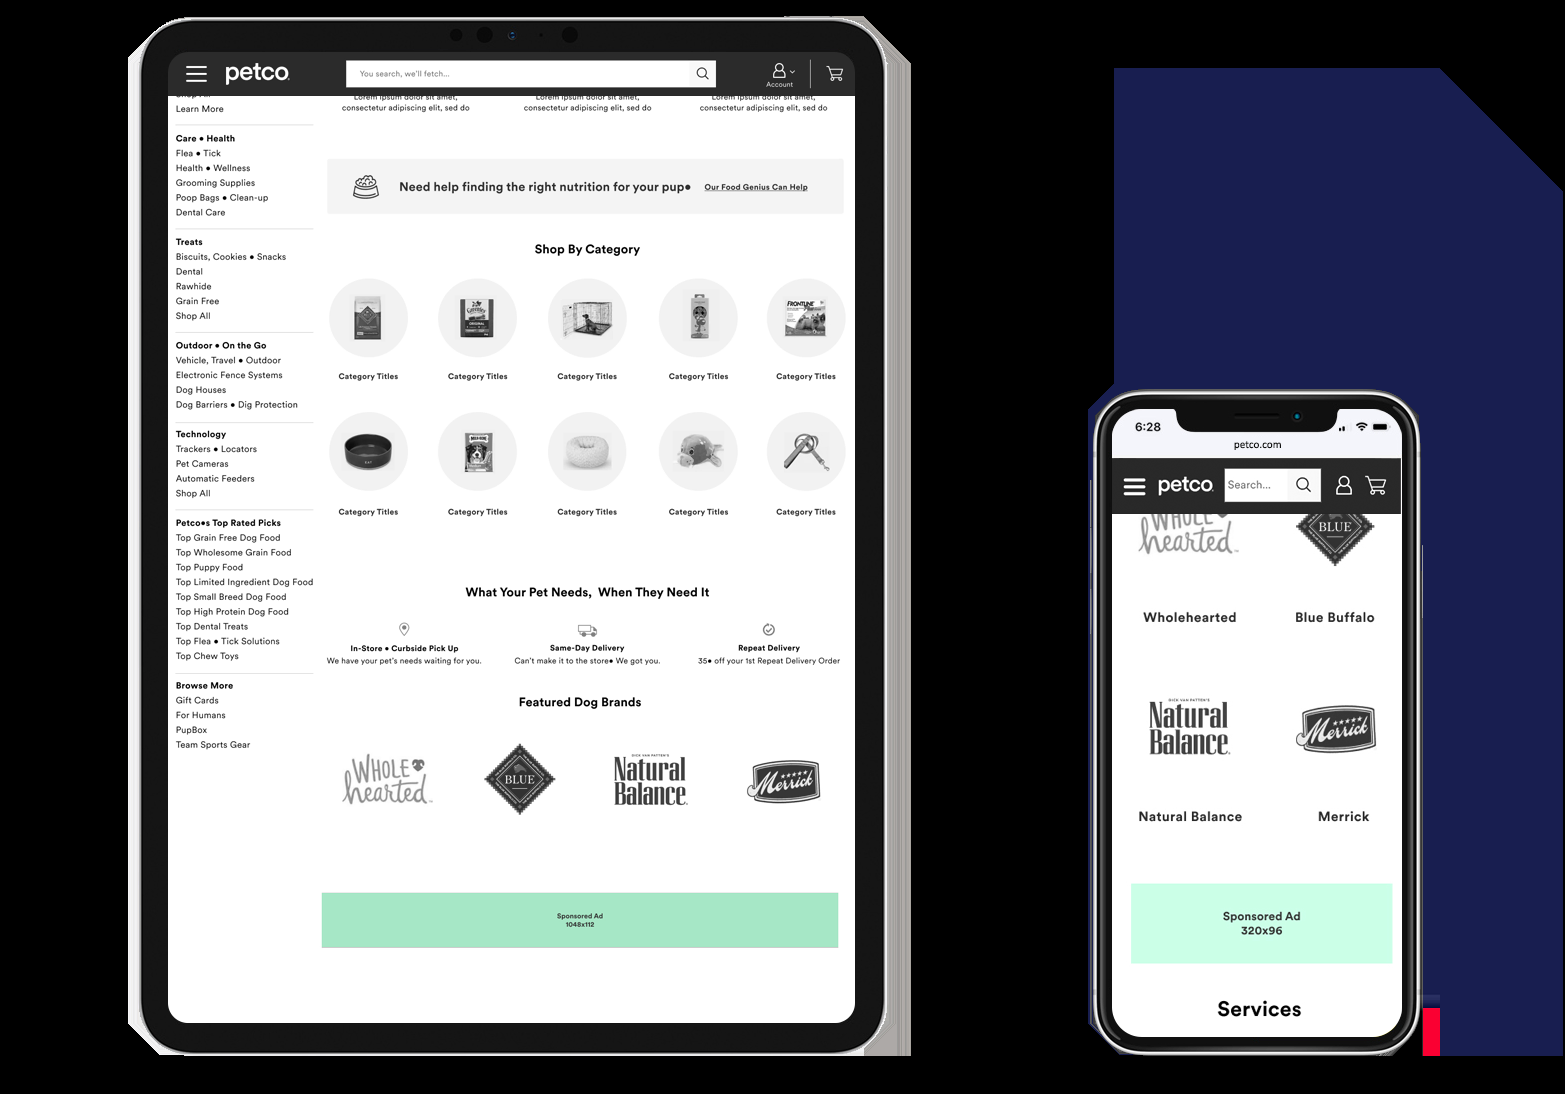 petco
You search, we'll fetch...
Account
Shop All
Learn More
Care • Health
Flea • Tick
Health • Wellness
Grooming Supplies
Poop Bags • Clean-up
Dental Care
Treats
Biscuits, Cookies • Snacks
Dental
Rawhide
Grain Free
Shop All
Outdoor • On the Go
Vehicle, Travel • Outdoor
Electronic Fence Systems
Dog Houses
Dog Barriers • Dig Protection
Technology
Trackers • Locators
Pet Cameras
Automatic Feeders
Shop All
Petco•s Top Rated Picks
Top Grain Free Dog Food
Top Wholesome Grain Food
Top Puppy Food
Top Limited Ingredient Dog Food
Top Small Breed Dog Food
Top High Protein Dog Food
Top Dental Treats
Top Flea • Tick Solutions
Top Chew Toys
Browse More
Gift Cards
For Humans
PupBox
Team Sports Gear
Lorem ipsum dolor sit amet,
consectetur adipiscing elit, sed do
Lorem ipsum dolor sit amet,
consectetur adipiscing elit, sed do
Lorem ipsum dolor sit amet,
consectetur adipiscing elit, sed do
Need help finding the right nutrition for your pup• Our Food Genius Can Help
Shop By Category
Greenies
ORIGINAL
FRONTLINE
Category Titles
Category Titles
Category Titles
Category Titles
Category Titles
Category Titles
Category Titles
Category Titles
Category Titles
Category Titles
What Your Pet Needs, When They Need It
In-Store • Curbside Pick Up
We have your pet's needs waiting for you.
Same-Day Delivery
Can't make it to the store• We got you.
Repeat Delivery
35• off your 1st Repeat Delivery Order
Featured Dog Brands
WHOLE
hearted™
BLUE
DICK VAN PATTEN'S
Natural
Balance
Merrick
Sponsored Ad
1048x112
6:28
petco.com
petco
Search...
WHOLE
hearted™
BLUE
Wholehearted
Blue Buffalo
DICK VAN PATTEN'S
Natural
Balance
Merrick
Natural Balance
Merrick
Sponsored Ad
320x96
Services